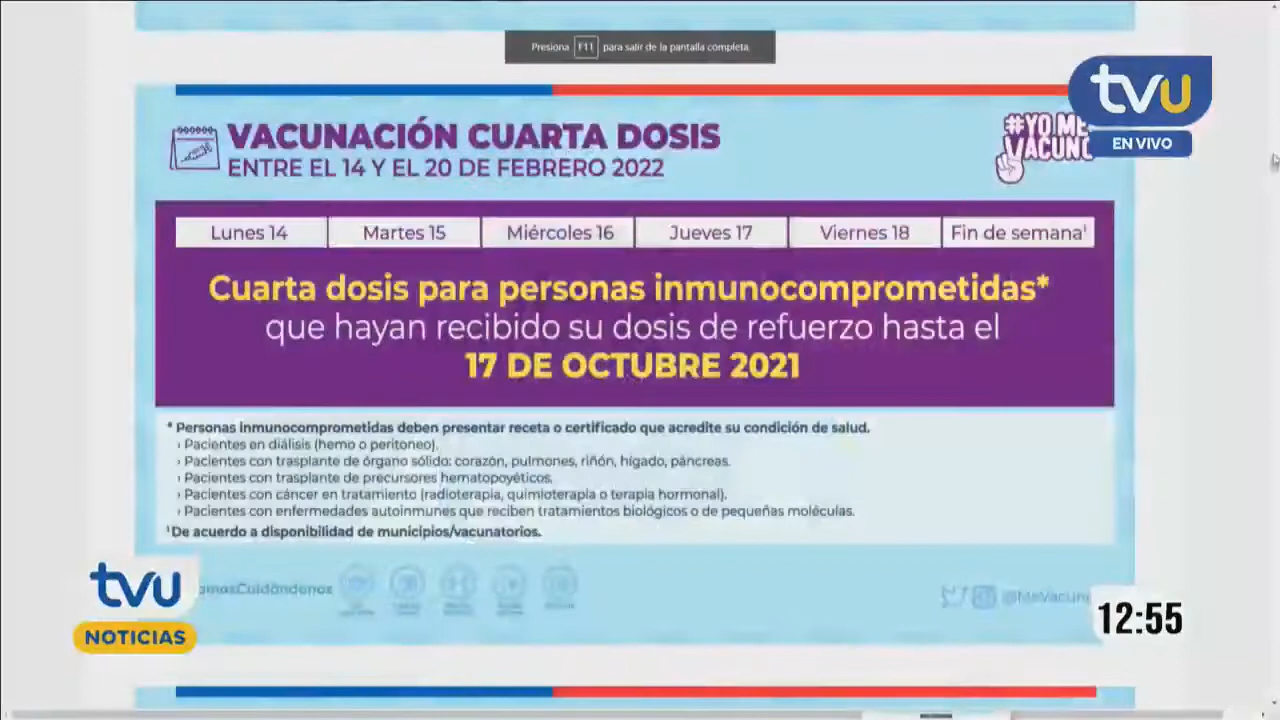 Presiona F11 para salir de la pantalla completa
tvu
EN VIVO
VACUNACIÓN CUARTA DOSIS
ENTRE EL 14 Y EL 20 DE FEBRERO 2022
#YO ME
VACUNO
Lunes 14
Martes 15
Miércoles 16
Jueves 17
Viernes 18
Fin de semana¹
Cuarta dosis para personas inmunocomprometidas*
que hayan recibido su dosis de refuerzo hasta el
17 DE OCTUBRE 2021
* Personas inmunocomprometidas deben presentar receta o certificado que acredite su condición de salud.
› Pacientes en diálisis (hemo o peritoneo).
› Pacientes con trasplante de órgano sólido: corazón, pulmones, riñón, hígado, páncreas.
› Pacientes con trasplante de precursores hematopoyéticos.
› Pacientes con cáncer en tratamiento (radioterapia, quimioterapia o terapia hormonal).
› Pacientes con enfermedades autoinmunes que reciben tratamientos biológicos o de pequeñas moléculas.
¹De acuerdo a disponibilidad de municipios/vacunatorios.
tvu
NOTICIAS
omosCuidándonos
@MeVacun
12:55